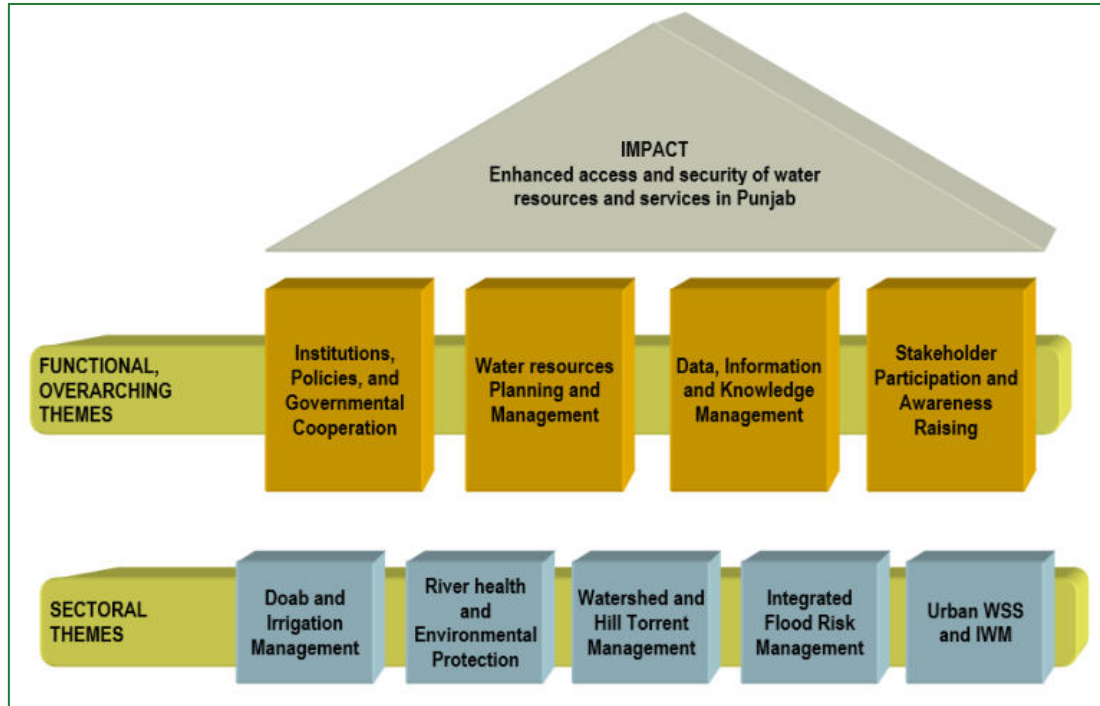 IMPACT
Enhanced access and security of water
resources and services in Punjab
FUNCTIONAL,
OVERARCHING
THEMES
Institutions,
Policies, and
Governmental
Cooperation
Water resources
Planning and
Management
Data, Information
and Knowledge
Management
Stakeholder
Participation and
Awareness
Raising
SECTORAL
THEMES
Doab and
Irrigation
Management
River health
and
Environmental
Protection
Watershed and
Hill Torrent
Management
Integrated
Flood Risk
Management
Urban WSS
and IWM